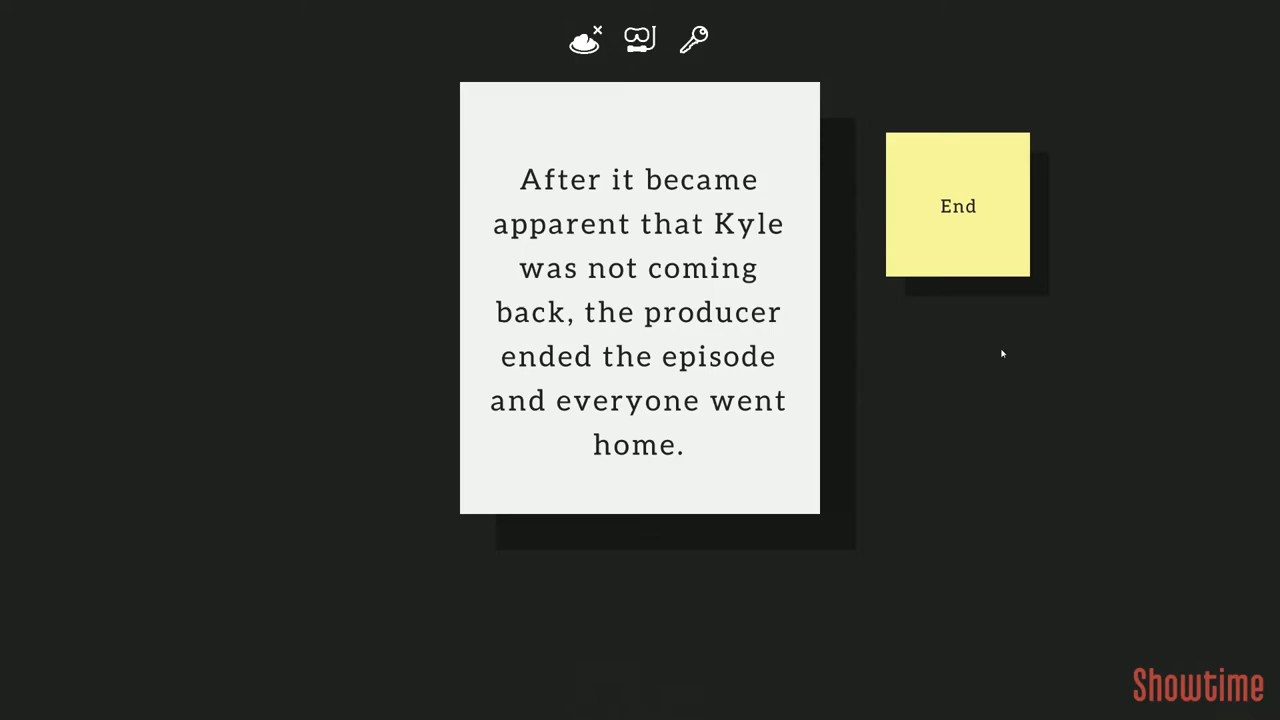 After it became
apparent that Kyle
was not coming
back, the producer
ended the episode
and everyone went
home.
End
Showtime